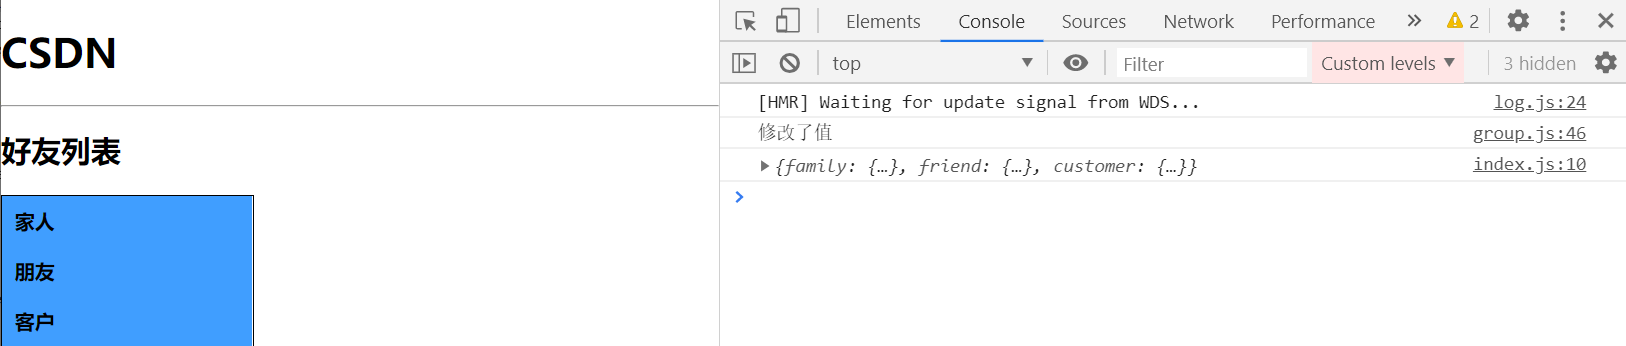 CSDN
好友列表
家人
朋友
客户
Elements Console Sources Network Performance 2
top Filter Custom levels 3 hidden
[HMR] Waiting for update signal from WDS... log.js:24
修改了值 group.js:46
{family: {…}, friend: {…}, customer: {…}} index.js:10